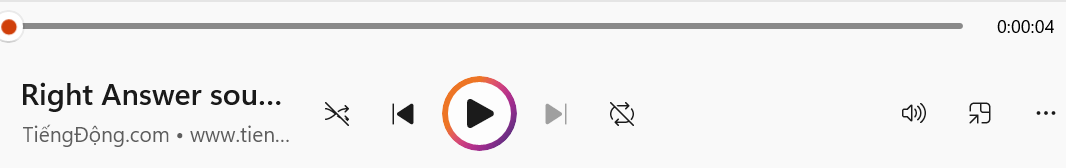 0:00:04
Right Answer sou...
TiếngĐộng.com • www.tien...